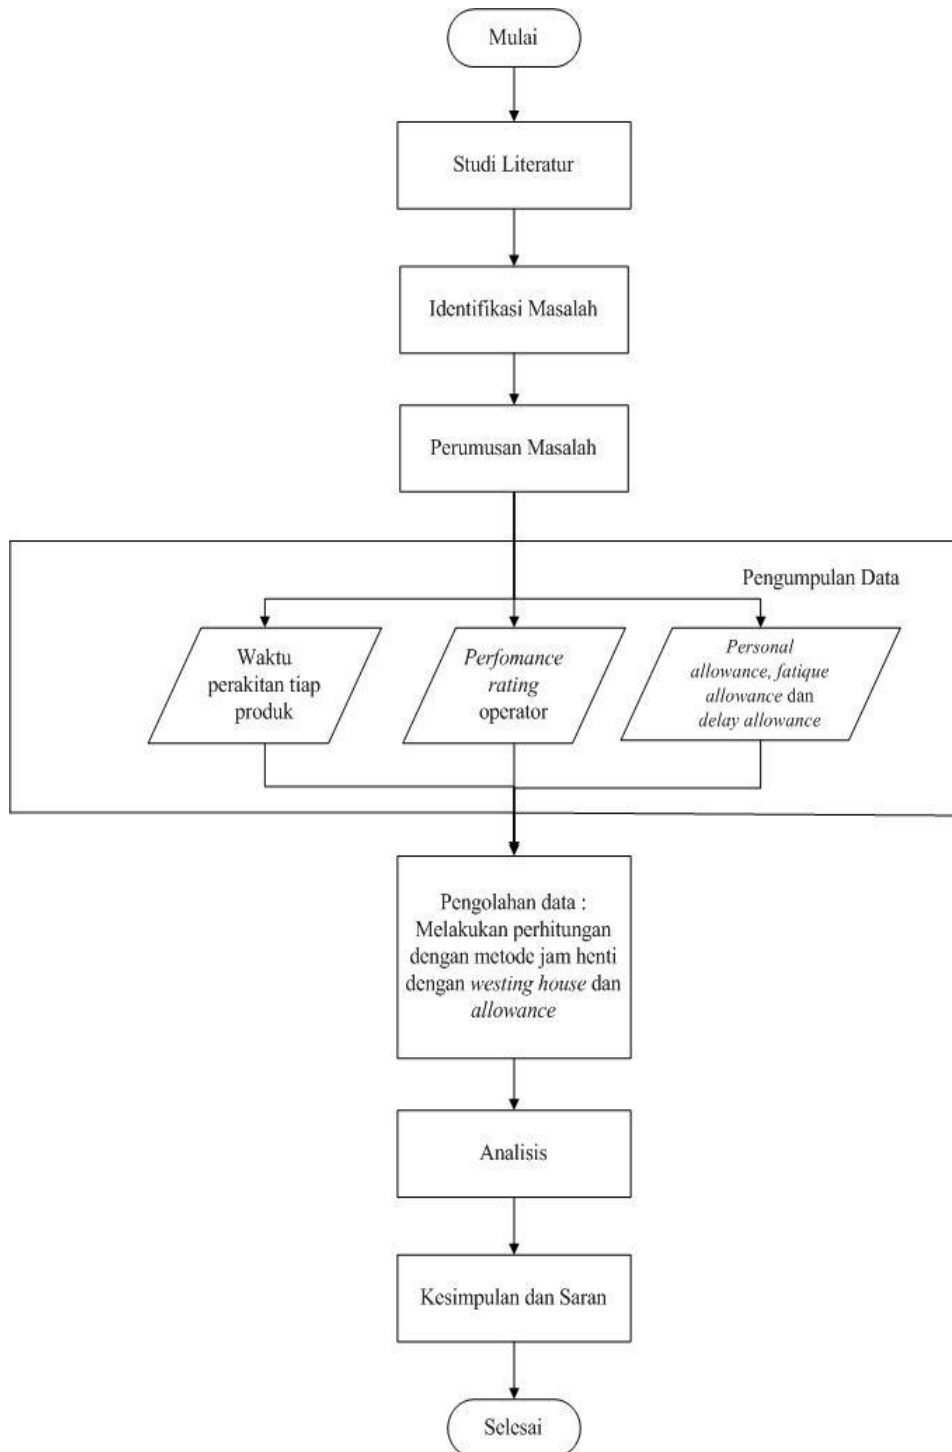 Mulai
Studi Literatur
Identifikasi Masalah
Perumusan Masalah
Pengumpulan Data
Waktu
perakitan tiap
produk
Perfomance
rating
operator
Personal
allowance, fatique
allowance dan
delay allowance
Pengolahan data :
Melakukan perhitungan
dengan metode jam henti
dengan westing house dan
allowance
Analisis
Kesimpulan dan Saran
Selesai